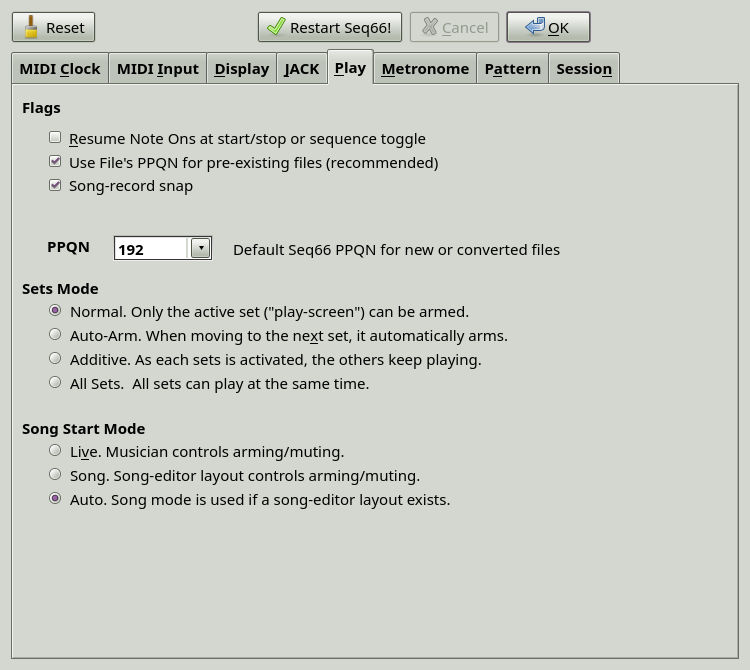 Reset Restart Seq66! Cancel OK
MIDI Clock MIDI Input Display JACK Play Metronome Pattern Session
Flags
Resume Note Ons at start/stop or sequence toggle
Use File's PPQN for pre-existing files (recommended)
Song-record snap
PPQN 192 Default Seq66 PPQN for new or converted files
Sets Mode
Normal. Only the active set ("play-screen") can be armed.
Auto-Arm. When moving to the next set, it automatically arms.
Additive. As each sets is activated, the others keep playing.
All Sets.  All sets can play at the same time.
Song Start Mode
Live. Musician controls arming/muting.
Song. Song-editor layout controls arming/muting.
Auto. Song mode is used if a song-editor layout exists.